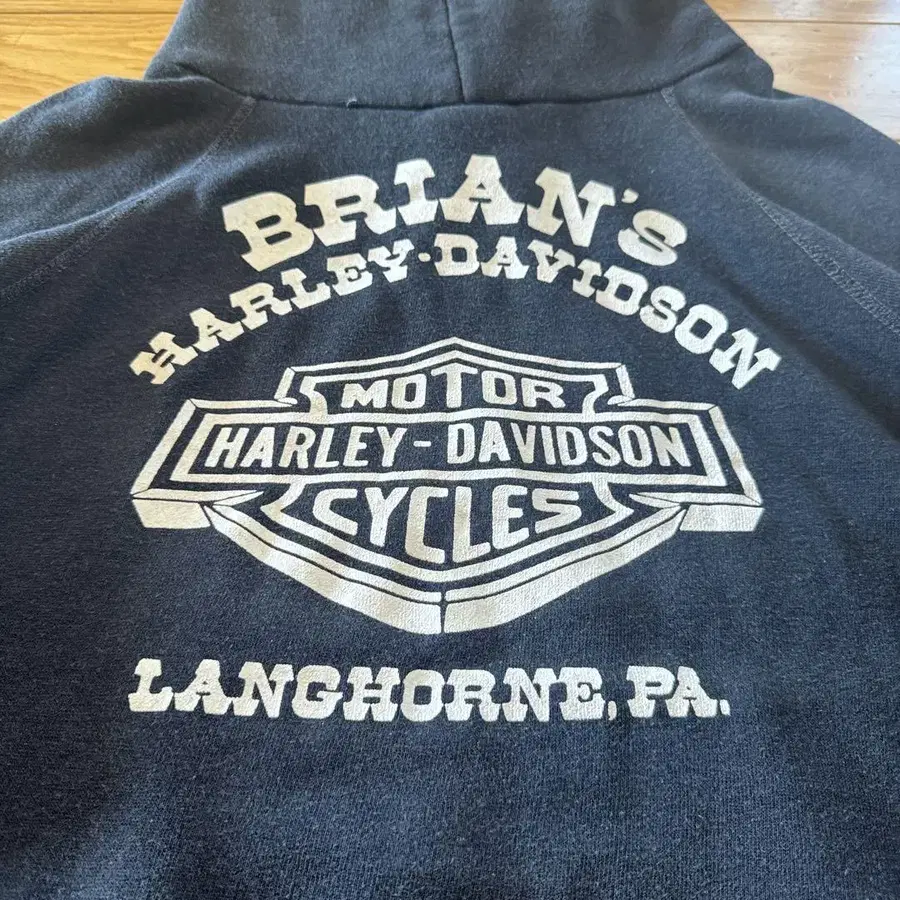 BRIAN'S
HARLEY-DAVIDSON
MOTOR
HARLEY-DAVIDSON
CYCLES
LANGHORNE, PA.